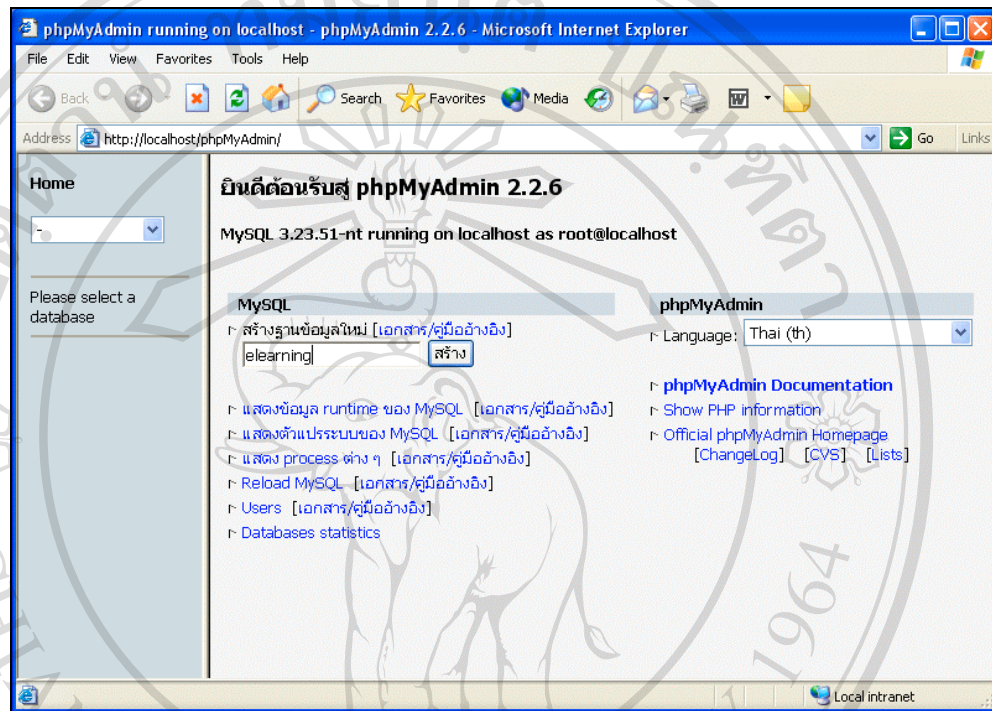 phpMyAdmin running on localhost - phpMyAdmin 2.2.6 - Microsoft Internet Explorer
File Edit View Favorites Tools Help
Back Search Favorites Media
Address http://localhost/phpMyAdmin/ Go Links
Home
-
Please select a
database
ยินดีต้อนรับสู่ phpMyAdmin 2.2.6
MySQL 3.23.51-nt running on localhost as root@localhost
MySQL
สร้างฐานข้อมูลใหม่ [เอกสาร/คู่มืออ้างอิง]
elearning สร้าง
แสดงข้อมูล runtime ของ MySQL [เอกสาร/คู่มืออ้างอิง]
แสดงตัวแปรระบบของ MySQL [เอกสาร/คู่มืออ้างอิง]
แสดง process ต่าง ๆ [เอกสาร/คู่มืออ้างอิง]
Reload MySQL [เอกสาร/คู่มืออ้างอิง]
Users [เอกสาร/คู่มืออ้างอิง]
Databases statistics
phpMyAdmin
Language: Thai (th)
phpMyAdmin Documentation
Show PHP information
Official phpMyAdmin Homepage
[ChangeLog] [CVS] [Lists]
Local intranet
1964